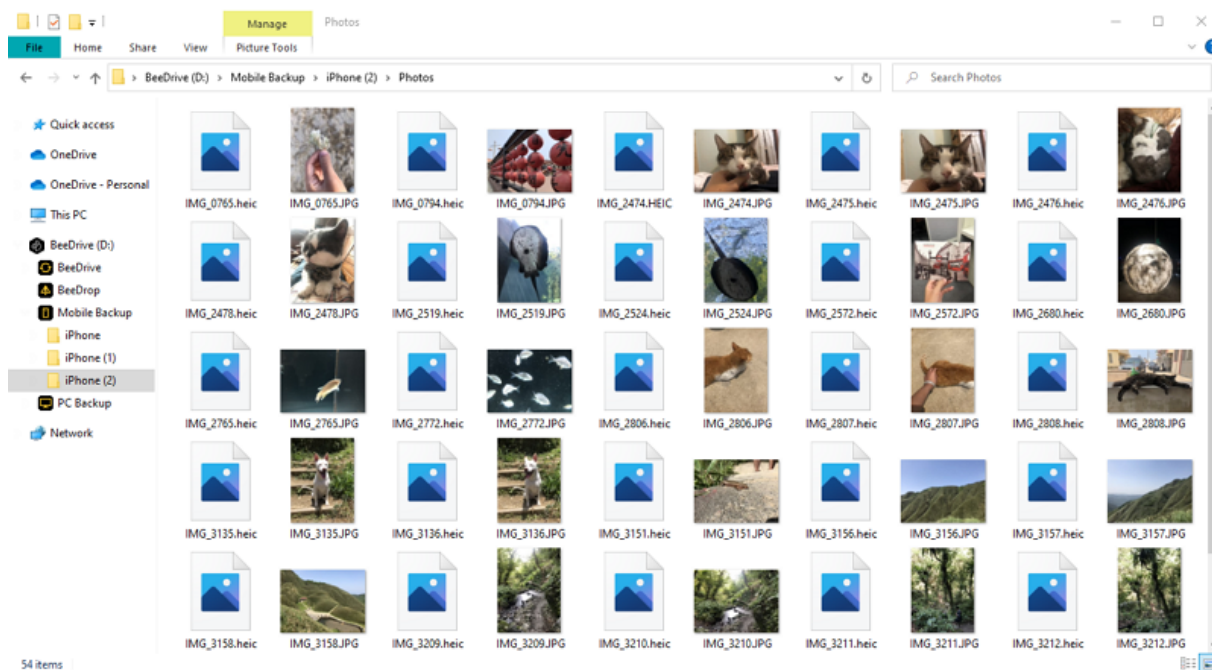 Manage
Photos
File
Home
Share
View
Picture Tools
BeeDrive (D:) > Mobile Backup > iPhone (2) > Photos
Search Photos
Quick access
OneDrive
OneDrive - Personal
This PC
BeeDrive (D:)
BeeDrive
BeeDrop
Mobile Backup
iPhone
iPhone (1)
iPhone (2)
PC Backup
Network
IMG_0765.heic IMG_0765.JPG IMG_0794.heic IMG_0794.JPG IMG_2474.HEIC IMG_2474.JPG IMG_2475.heic IMG_2475.JPG IMG_2476.heic IMG_2476.JPG
IMG_2478.heic IMG_2478.JPG IMG_2519.heic IMG_2519.JPG IMG_2524.heic IMG_2524.JPG IMG_2572.heic IMG_2572.JPG IMG_2680.heic IMG_2680.JPG
IMG_2765.heic IMG_2765.JPG IMG_2772.heic IMG_2772.JPG IMG_2806.heic IMG_2806.JPG IMG_2807.heic IMG_2807.JPG IMG_2808.heic IMG_2808.JPG
IMG_3135.heic IMG_3135.JPG IMG_3136.heic IMG_3136.JPG IMG_3151.heic IMG_3151.JPG IMG_3156.heic IMG_3156.JPG IMG_3157.heic IMG_3157.JPG
IMG_3158.heic IMG_3158.JPG IMG_3209.heic IMG_3209.JPG IMG_3210.heic IMG_3210.JPG IMG_3211.heic IMG_3211.JPG IMG_3212.heic IMG_3212.JPG
54 items